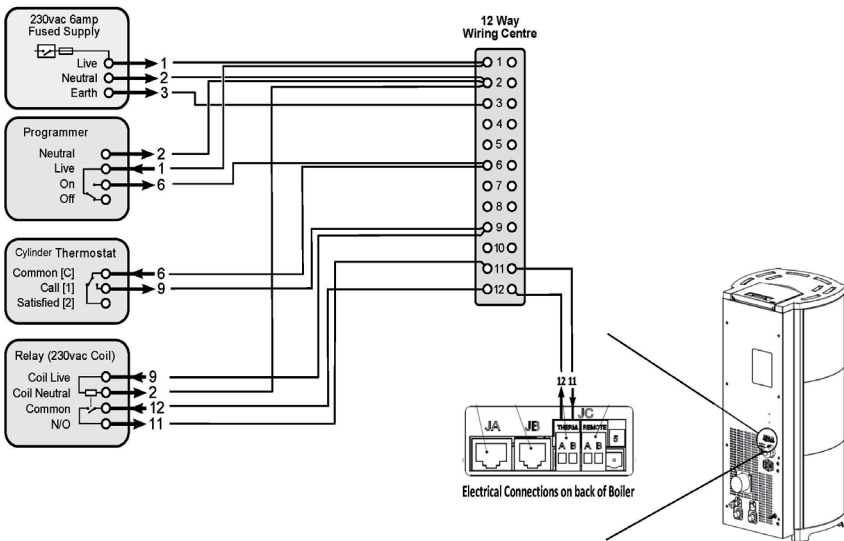 230vac 6amp
Fused Supply
Live 1
Neutral 2
Earth 3
Programmer
Neutral 2
Live 1
On 6
Off
Cylinder Thermostat
Common [C] 6
Call [1] 9
Satisfied [2]
Relay (230vac Coil)
Coil Live 9
Coil Neutral 2
Common 12
N/O 11
12 Way
Wiring Centre
1
2
3
4
5
6
7
8
9
10
11
12
12 11
JC
JA JB THERM REMOTE
A B A B
Electrical Connections on back of Boiler